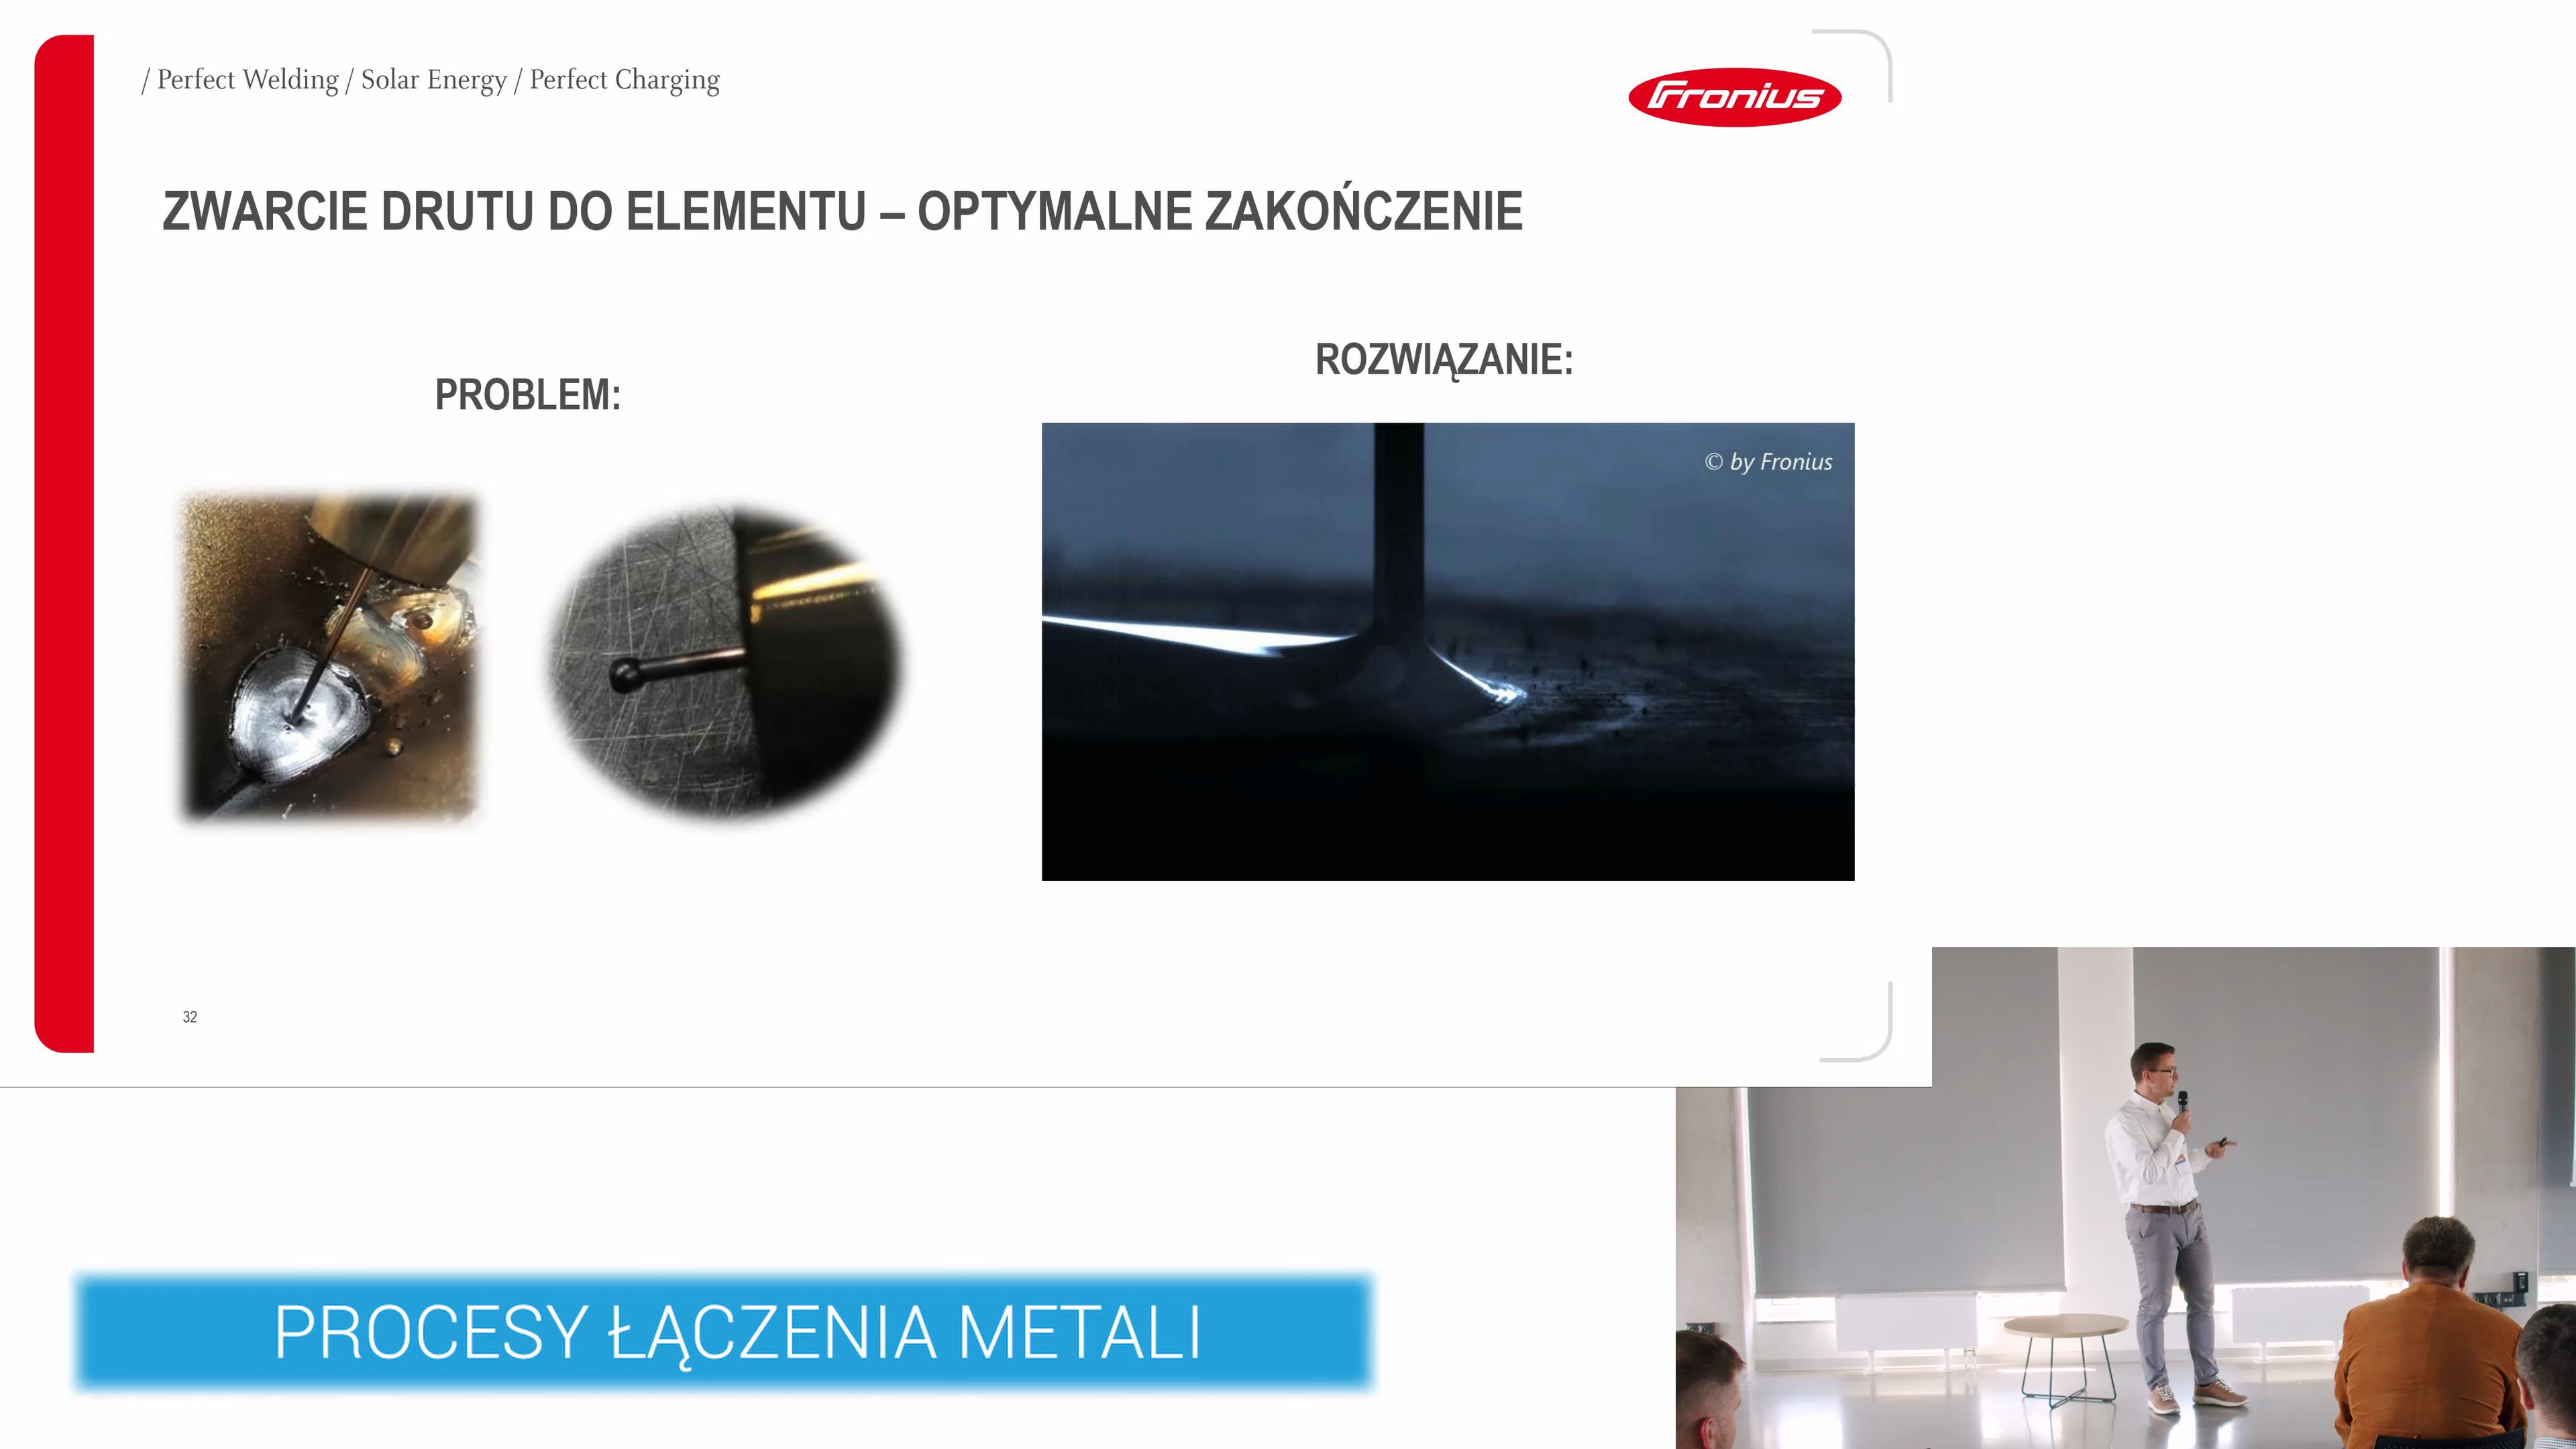 / Perfect Welding / Solar Energy / Perfect Charging
Fronius
ZWARCIE DRUTU DO ELEMENTU – OPTYMALNE ZAKOŃCZENIE
PROBLEM:
ROZWIĄZANIE:
© by Fronius
32
PROCESY ŁĄCZENIA METALI